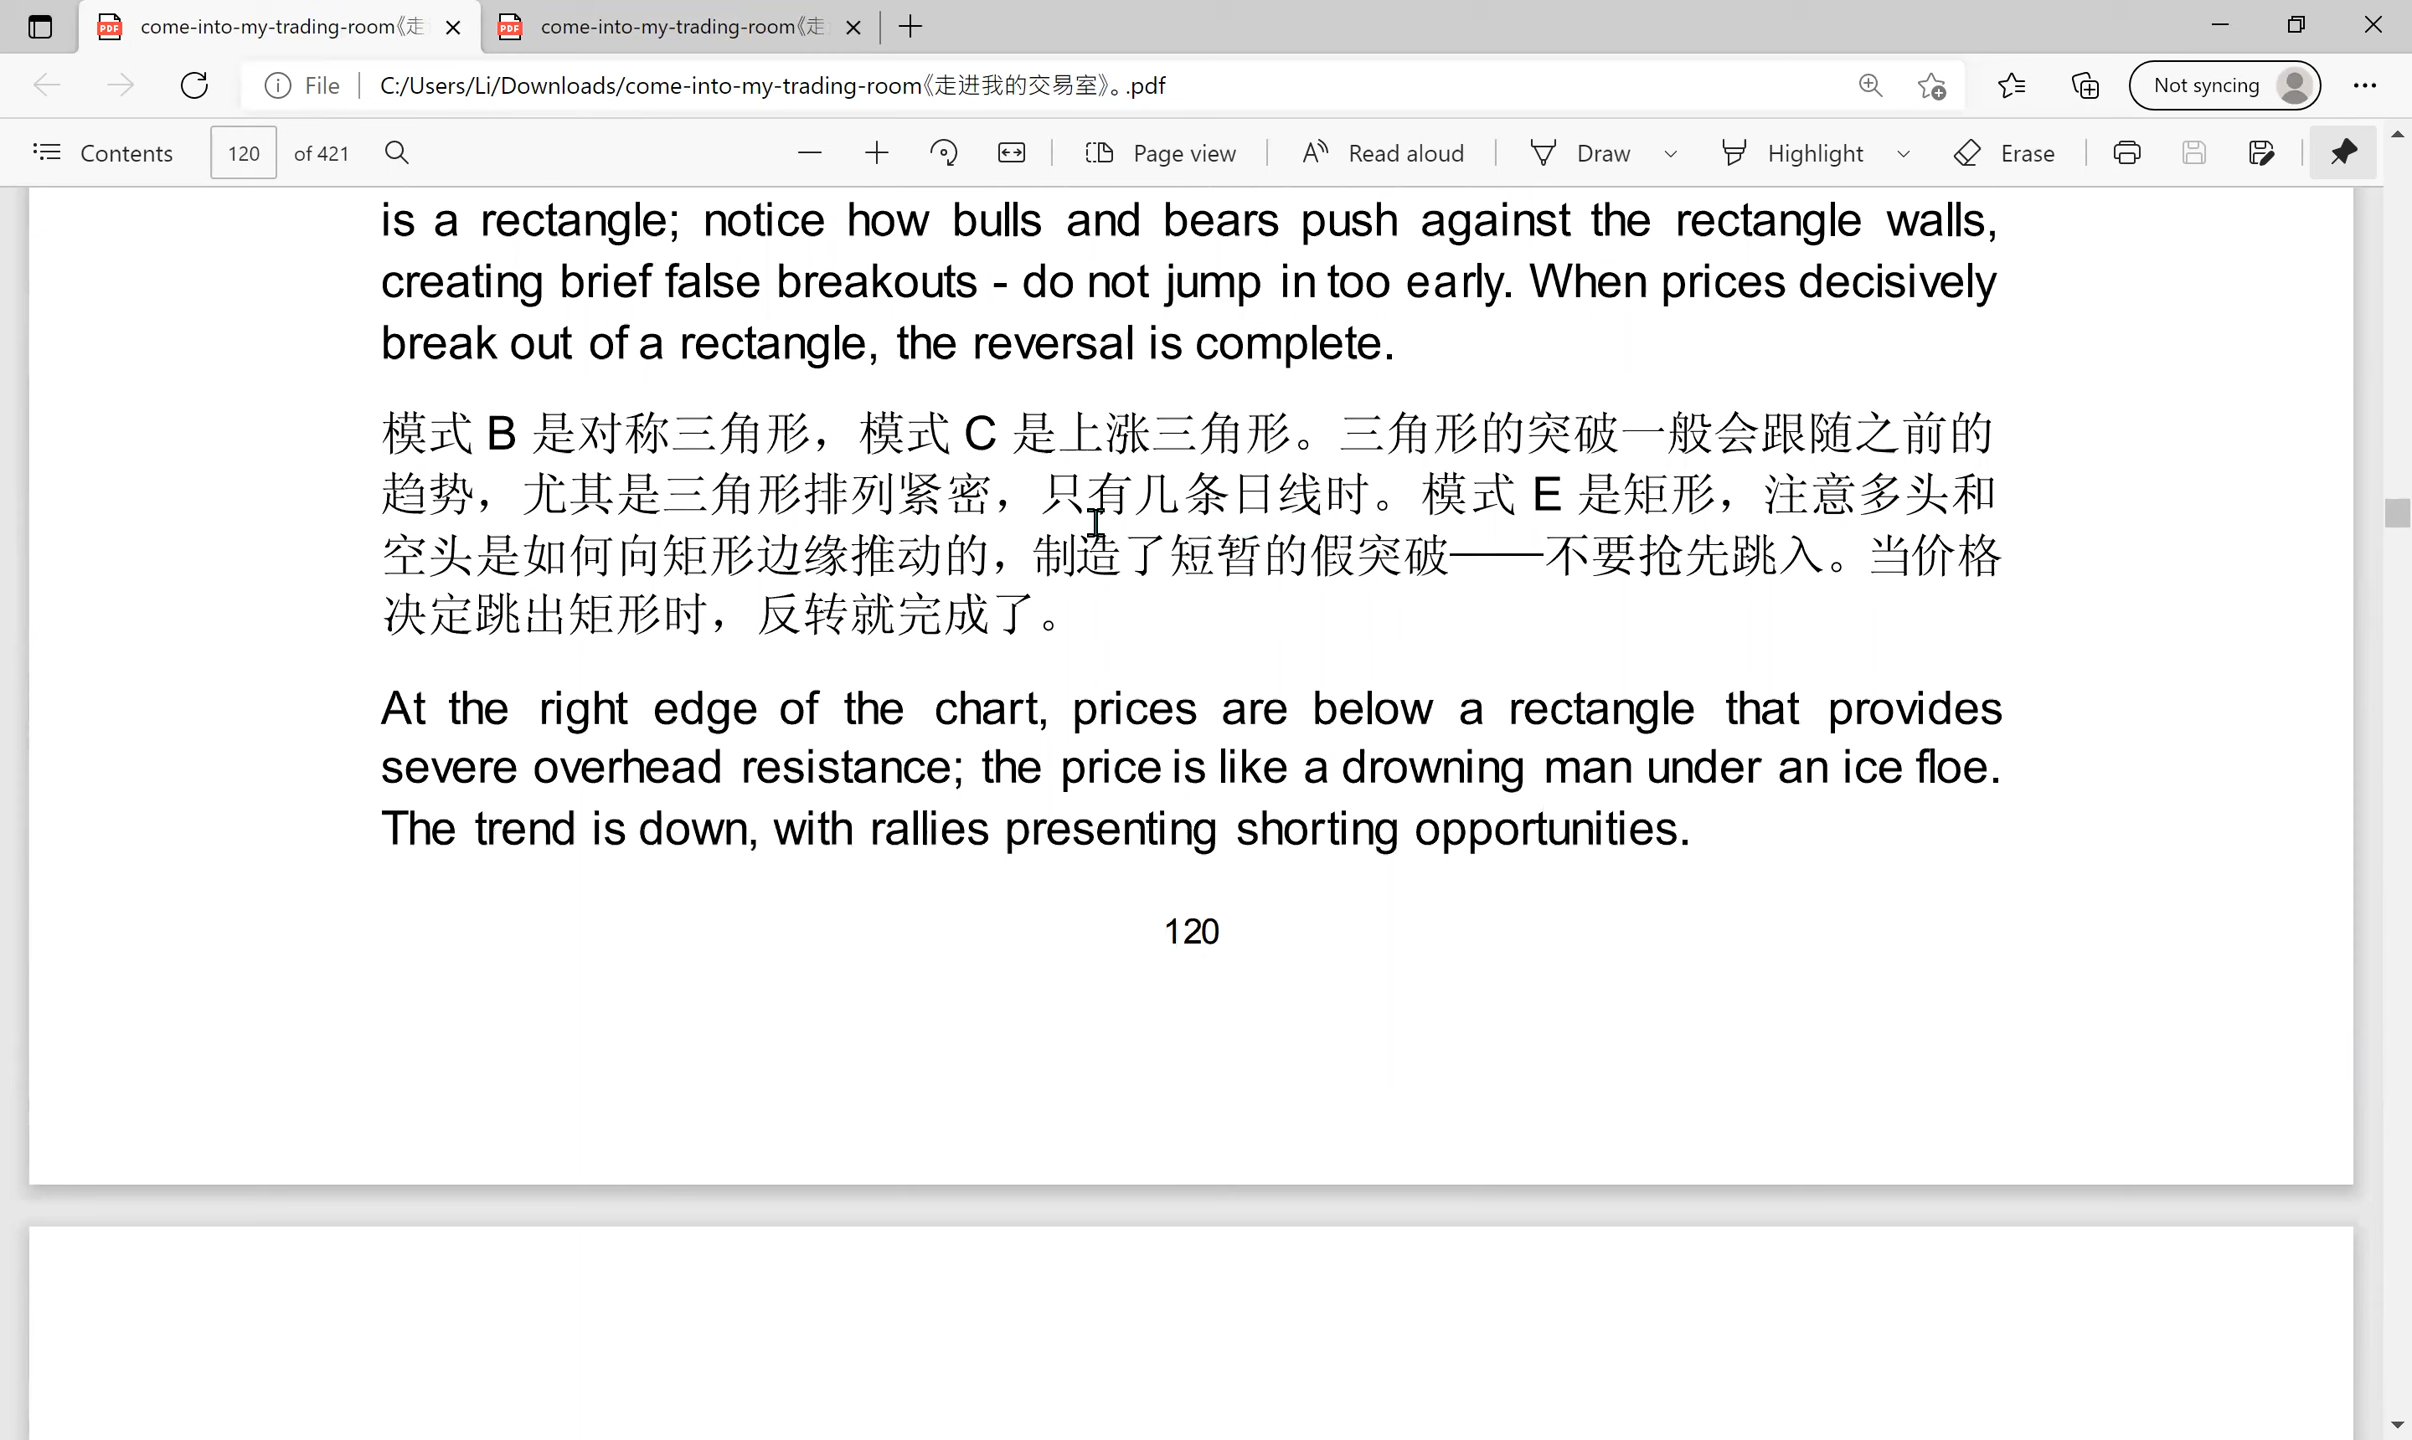 come-into-my-trading-room《走
come-into-my-trading-room《走
File
C:/Users/Li/Downloads/come-into-my-trading-room《走进我的交易室》。.pdf
Not syncing
Contents
120
of 421
Page view
Read aloud
Draw
Highlight
Erase
is a rectangle; notice how bulls and bears push against the rectangle walls,
creating brief false breakouts - do not jump in too early. When prices decisively
break out of a rectangle, the reversal is complete.
模式 B 是对称三角形，模式 C 是上涨三角形。三角形的突破一般会跟随之前的
趋势，尤其是三角形排列紧密，只有几条日线时。模式 E 是矩形，注意多头和
空头是如何向矩形边缘推动的，制造了短暂的假突破——不要抢先跳入。当价格
决定跳出矩形时，反转就完成了。
At the right edge of the chart, prices are below a rectangle that provides
severe overhead resistance; the price is like a drowning man under an ice floe.
The trend is down, with rallies presenting shorting opportunities.
120